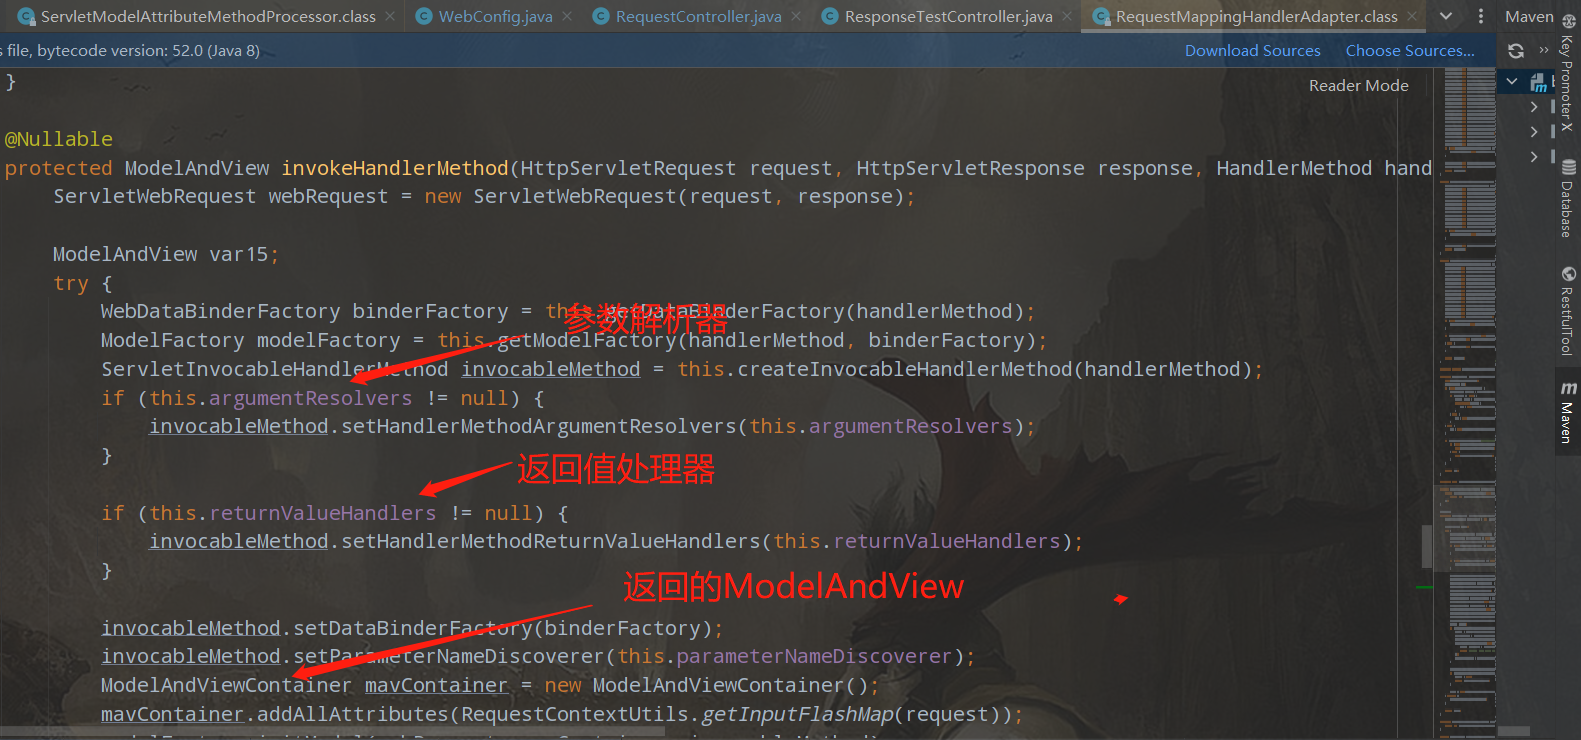 ServletModelAttributeMethodProcessor.class WebConfig.java RequestController.java ResponseTestController.java RequestMappingHandlerAdapter.class Maven
s file, bytecode version: 52.0 (Java 8) Download Sources Choose Sources...
Reader Mode
}
@Nullable
protected ModelAndView invokeHandlerMethod(HttpServletRequest request, HttpServletResponse response, HandlerMethod hand
ServletWebRequest webRequest = new ServletWebRequest(request, response);
ModelAndView var15;
try {
WebDataBinderFactory binderFactory = this.getDataBinderFactory(handlerMethod);
参数解析器
ModelFactory modelFactory = this.getModelFactory(handlerMethod, binderFactory);
ServletInvocableHandlerMethod invocableMethod = this.createInvocableHandlerMethod(handlerMethod);
if (this.argumentResolvers != null) {
invocableMethod.setHandlerMethodArgumentResolvers(this.argumentResolvers);
}
返回值处理器
if (this.returnValueHandlers != null) {
invocableMethod.setHandlerMethodReturnValueHandlers(this.returnValueHandlers);
}
返回的ModelAndView
invocableMethod.setDataBinderFactory(binderFactory);
invocableMethod.setParameterNameDiscoverer(this.parameterNameDiscoverer);
ModelAndViewContainer mavContainer = new ModelAndViewContainer();
mavContainer.addAllAttributes(RequestContextUtils.getInputFlashMap(request));
Key Promoter X
Database
RestfulTool
Maven